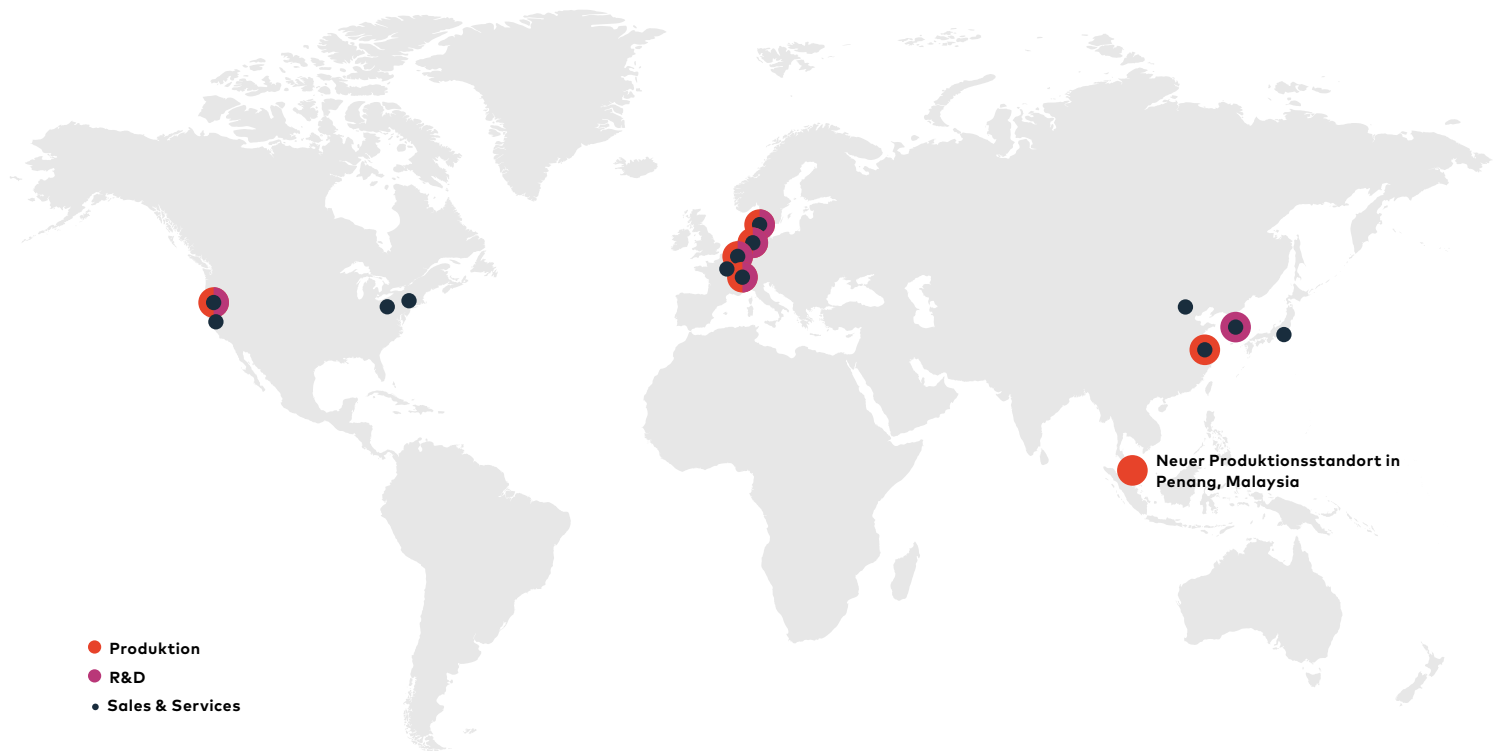 Neuer Produktionsstandort in
Penang, Malaysia
Produktion
R&D
Sales & Services